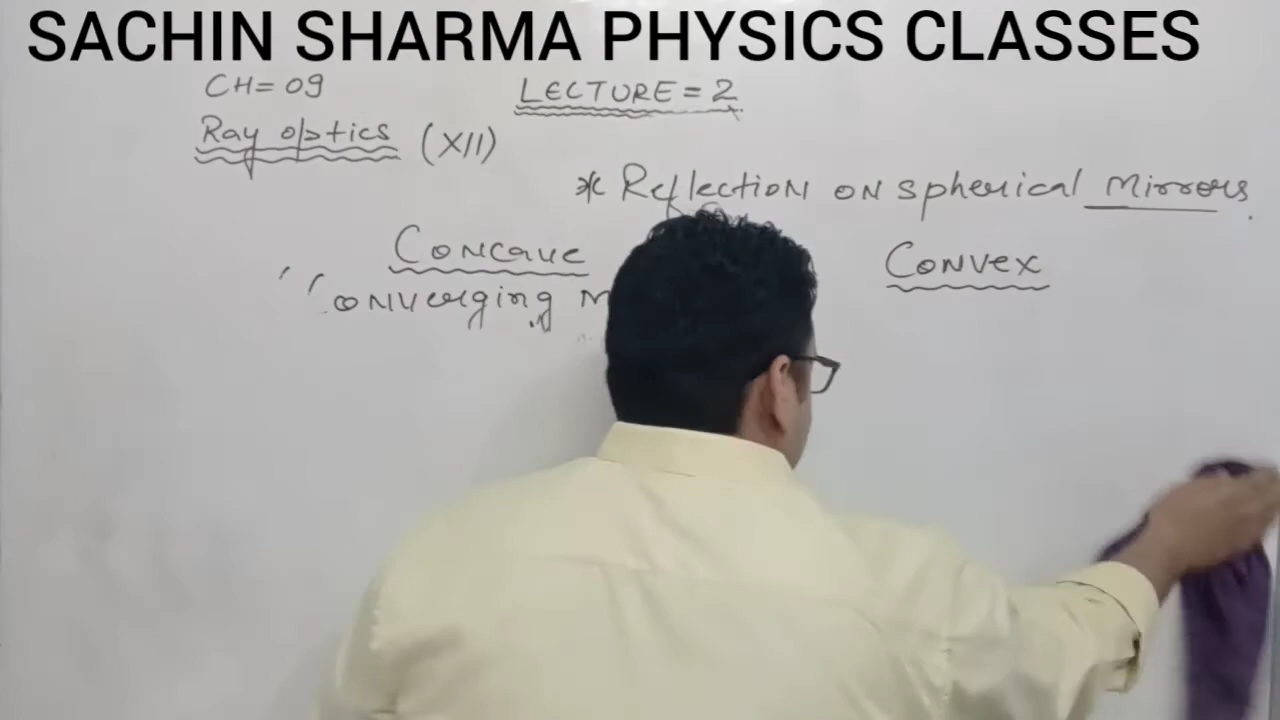 SACHIN SHARMA PHYSICS CLASSES
CH=09
LECTURE=2
Ray optics (XII)
* Reflection on spherical Mirrors.
Concave
Convex
"Converging